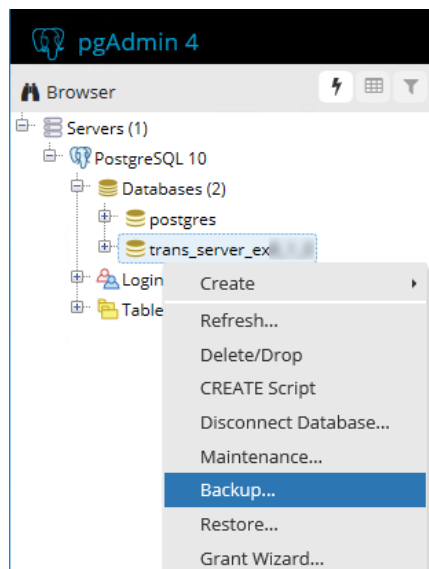 pgAdmin 4
Browser
Servers (1)
PostgreSQL 10
Databases (2)
postgres
trans_server_ex
Login
Table
Create
Refresh...
Delete/Drop
CREATE Script
Disconnect Database...
Maintenance...
Backup...
Restore...
Grant Wizard...